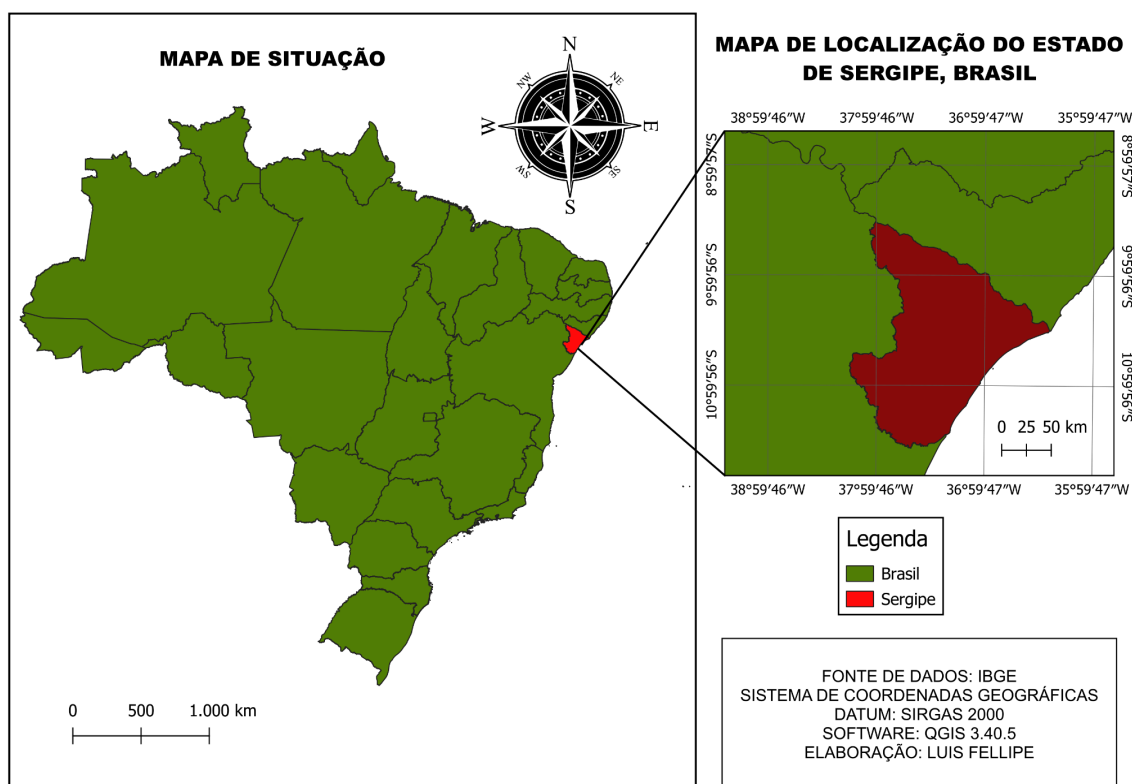 MAPA DE SITUAÇÃO
N
NW
NE
W
E
SW
SE
S
0 500 1.000 km
MAPA DE LOCALIZAÇÃO DO ESTADO
DE SERGIPE, BRASIL
38°59′46″W 37°59′46″W 36°59′47″W 35°59′47″W
8°59′57″S
8°59′57″S
9°59′56″S
9°59′56″S
10°59′56″S
10°59′56″S
0 25 50 km
38°59′46″W 37°59′46″W 36°59′47″W 35°59′47″W
Legenda
Brasil
Sergipe
FONTE DE DADOS: IBGE
SISTEMA DE COORDENADAS GEOGRÁFICAS
DATUM: SIRGAS 2000
SOFTWARE: QGIS 3.40.5
ELABORAÇÃO: LUIS FELLIPE